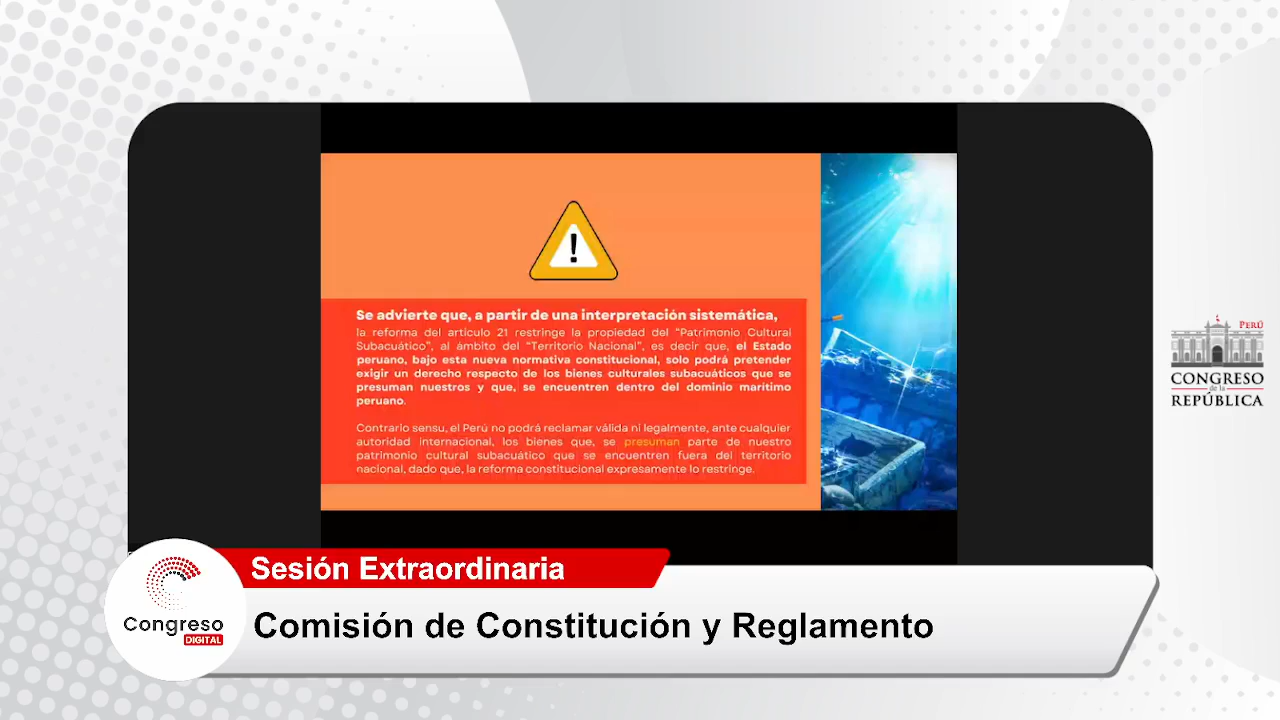 !
Se advierte que, a partir de una interpretación sistemática,
la reforma del artículo 21 restringe la propiedad del "Patrimonio Cultural
Subacuático", al ámbito del "Territorio Nacional", es decir que, el Estado
peruano, bajo esta nueva normativa constitucional, solo podrá pretender
exigir un derecho respecto de los bienes culturales subacuáticos que se
presuman nuestros y que, se encuentren dentro del dominio marítimo
peruano.
Contrario sensu, el Perú no podrá reclamar válida ni legalmente, ante cualquier
autoridad internacional, los bienes que, se presuman parte de nuestro
patrimonio cultural subacuático que se encuentren fuera del territorio
nacional, dado que, la reforma constitucional expresamente lo restringe.
PERÚ
CONGRESO
de la
REPÚBLICA
Sesión Extraordinaria
Congreso
DIGITAL
Comisión de Constitución y Reglamento